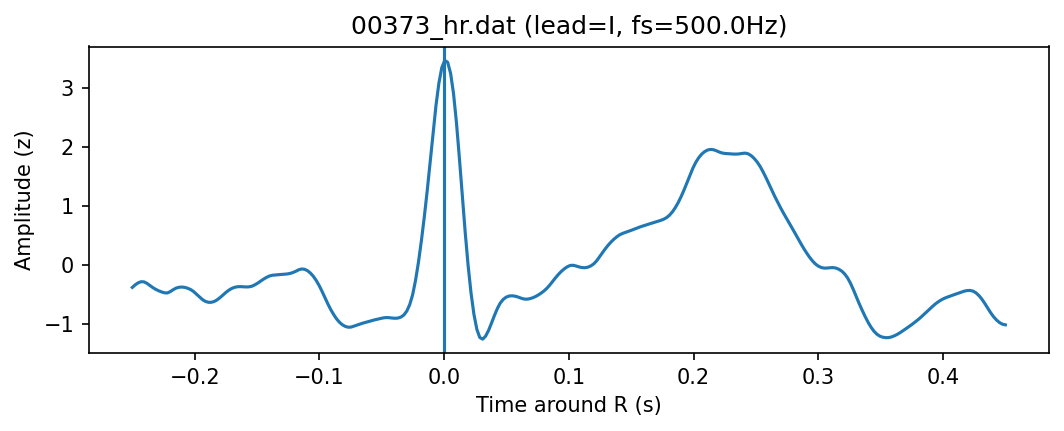 00373_hr.dat (lead=I, fs=500.0Hz)
Amplitude (z)
3
2
1
0
−1
−0.2 −0.1 0.0 0.1 0.2 0.3 0.4
Time around R (s)